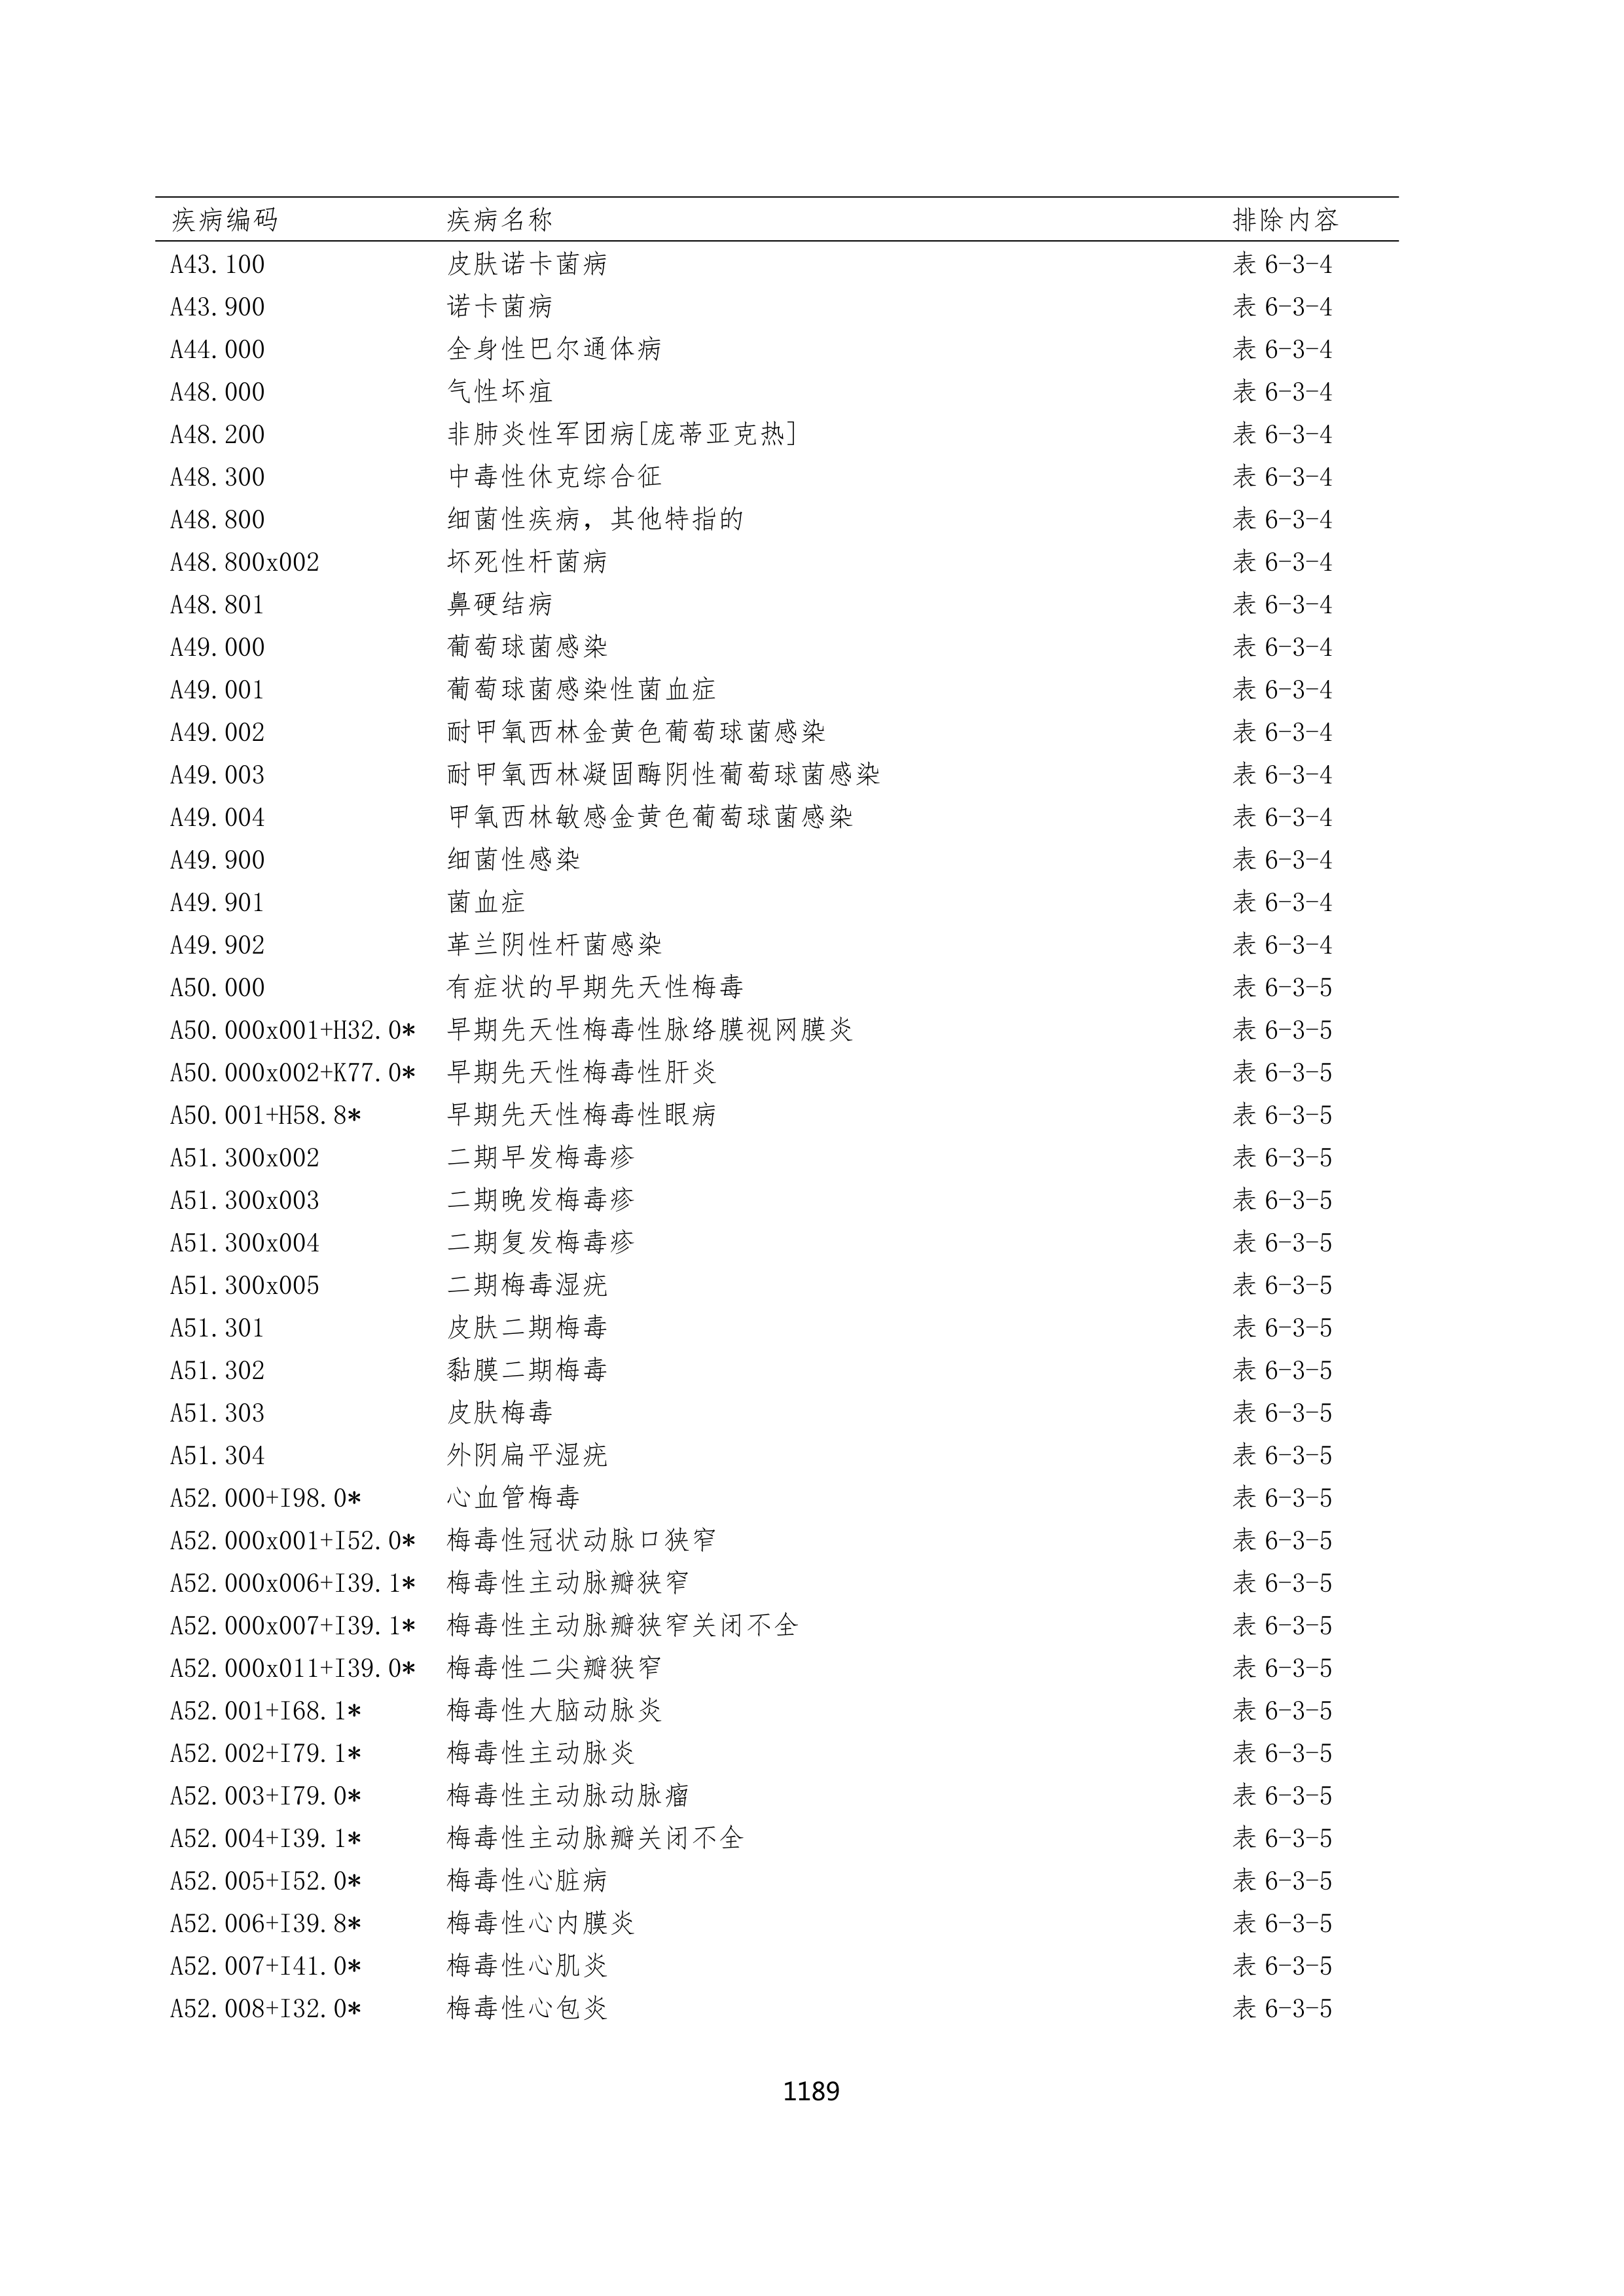 疾病编码 疾病名称 排除内容
A43.100 皮肤诺卡菌病 表 6-3-4
A43.900 诺卡菌病 表 6-3-4
A44.000 全身性巴尔通体病 表 6-3-4
A48.000 气性坏疽 表 6-3-4
A48.200 非肺炎性军团病[庞蒂亚克热] 表 6-3-4
A48.300 中毒性休克综合征 表 6-3-4
A48.800 细菌性疾病，其他特指的 表 6-3-4
A48.800x002 坏死性杆菌病 表 6-3-4
A48.801 鼻硬结病 表 6-3-4
A49.000 葡萄球菌感染 表 6-3-4
A49.001 葡萄球菌感染性菌血症 表 6-3-4
A49.002 耐甲氧西林金黄色葡萄球菌感染 表 6-3-4
A49.003 耐甲氧西林凝固酶阴性葡萄球菌感染 表 6-3-4
A49.004 甲氧西林敏感金黄色葡萄球菌感染 表 6-3-4
A49.900 细菌性感染 表 6-3-4
A49.901 菌血症 表 6-3-4
A49.902 革兰阴性杆菌感染 表 6-3-4
A50.000 有症状的早期先天性梅毒 表 6-3-5
A50.000x001+H32.0* 早期先天性梅毒性脉络膜视网膜炎 表 6-3-5
A50.000x002+K77.0* 早期先天性梅毒性肝炎 表 6-3-5
A50.001+H58.8* 早期先天性梅毒性眼病 表 6-3-5
A51.300x002 二期早发梅毒疹 表 6-3-5
A51.300x003 二期晚发梅毒疹 表 6-3-5
A51.300x004 二期复发梅毒疹 表 6-3-5
A51.300x005 二期梅毒湿疣 表 6-3-5
A51.301 皮肤二期梅毒 表 6-3-5
A51.302 黏膜二期梅毒 表 6-3-5
A51.303 皮肤梅毒 表 6-3-5
A51.304 外阴扁平湿疣 表 6-3-5
A52.000+I98.0* 心血管梅毒 表 6-3-5
A52.000x001+I52.0* 梅毒性冠状动脉口狭窄 表 6-3-5
A52.000x006+I39.1* 梅毒性主动脉瓣狭窄 表 6-3-5
A52.000x007+I39.1* 梅毒性主动脉瓣狭窄关闭不全 表 6-3-5
A52.000x011+I39.0* 梅毒性二尖瓣狭窄 表 6-3-5
A52.001+I68.1* 梅毒性大脑动脉炎 表 6-3-5
A52.002+I79.1* 梅毒性主动脉炎 表 6-3-5
A52.003+I79.0* 梅毒性主动脉动脉瘤 表 6-3-5
A52.004+I39.1* 梅毒性主动脉瓣关闭不全 表 6-3-5
A52.005+I52.0* 梅毒性心脏病 表 6-3-5
A52.006+I39.8* 梅毒性心内膜炎 表 6-3-5
A52.007+I41.0* 梅毒性心肌炎 表 6-3-5
A52.008+I32.0* 梅毒性心包炎 表 6-3-5
1189